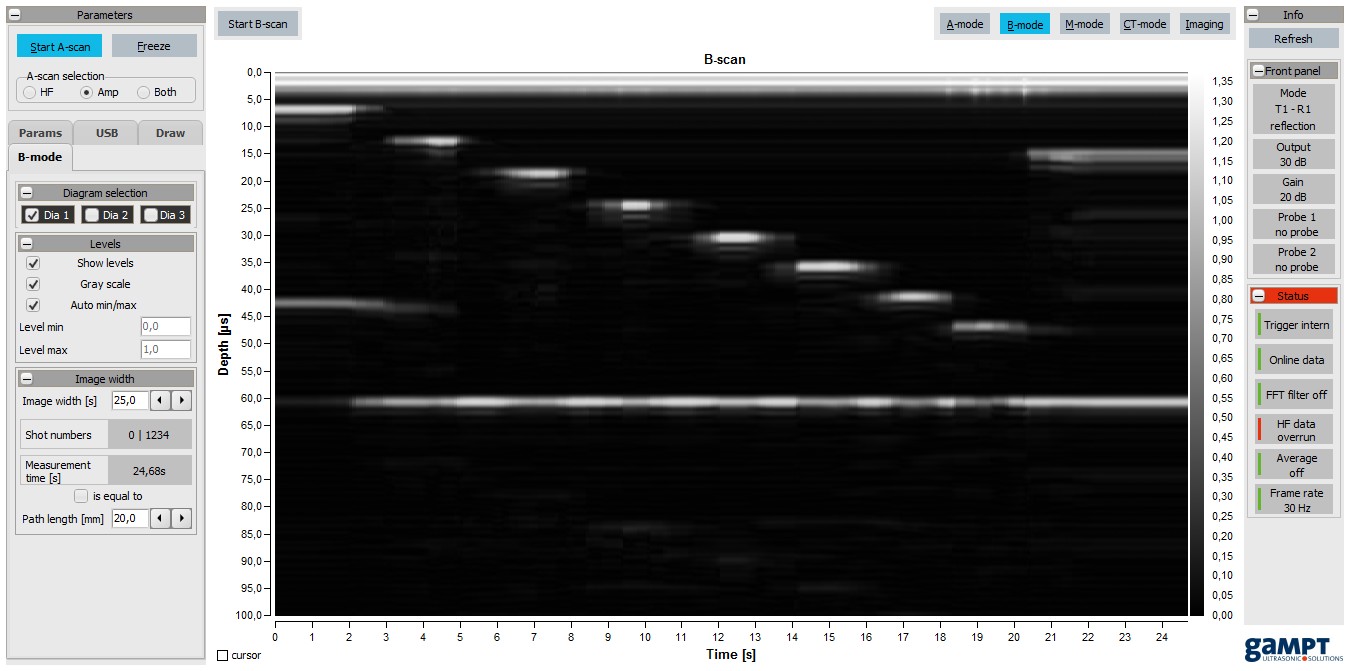 Parameters
Start A-scan
Freeze
A-scan selection
HF
Amp
Both
Params
USB
Draw
B-mode
Diagram selection
Dia 1
Dia 2
Dia 3
Levels
Show levels
Gray scale
Auto min/max
Level min
0,0
Level max
1,0
Image width
Image width [s]
25,0
Shot numbers
0 | 1234
Measurement
time [s]
24,68s
is equal to
Path length [mm]
20,0
Start B-scan
A-mode
B-mode
M-mode
CT-mode
Imaging
B-scan
Depth [µs]
0,0
5,0
10,0
15,0
20,0
25,0
30,0
35,0
40,0
45,0
50,0
55,0
60,0
65,0
70,0
75,0
80,0
85,0
90,0
95,0
100,0
0 1 2 3 4 5 6 7 8 9 10 11 12 13 14 15 16 17 18 19 20 21 22 23 24
Time [s]
cursor
1,35
1,30
1,25
1,20
1,15
1,10
1,05
1,00
0,95
0,90
0,85
0,80
0,75
0,70
0,65
0,60
0,55
0,50
0,45
0,40
0,35
0,30
0,25
0,20
0,15
0,10
0,05
0,00
Info
Refresh
Front panel
Mode
T1 - R1
reflection
Output
30 dB
Gain
20 dB
Probe 1
no probe
Probe 2
no probe
Status
Trigger intern
Online data
FFT filter off
HF data
overrun
Average
off
Frame rate
30 Hz
gaMPT
ULTRASONIC SOLUTIONS